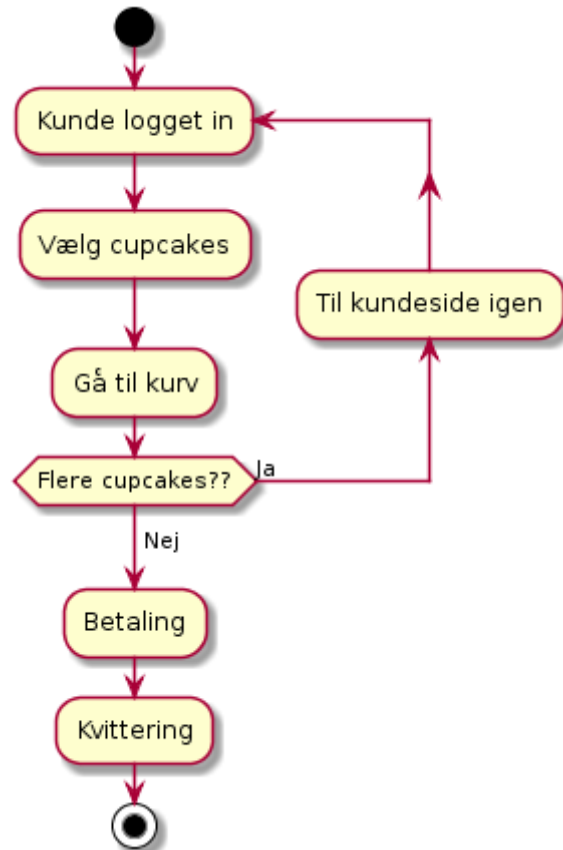 Kunde logget in
Vælg cupcakes
Til kundeside igen
Gå til kurv
Flere cupcakes??
Ja
Nej
Betaling
Kvittering